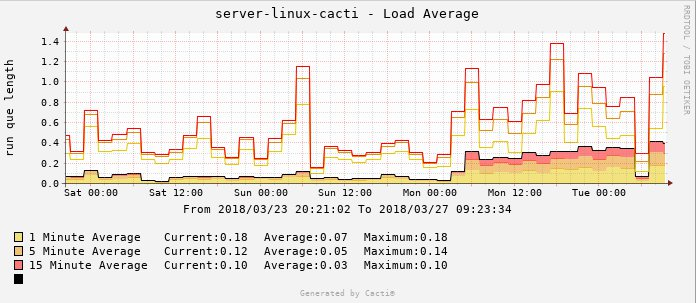 server-linux-cacti - Load Average
RRDTOOL / TOBI OETIKER
run que length
1.4
1.2
1.0
0.8
0.6
0.4
0.2
0.0
Sat 00:00 Sat 12:00 Sun 00:00 Sun 12:00 Mon 00:00 Mon 12:00 Tue 00:00
From 2018/03/23 20:21:02 To 2018/03/27 09:23:34
1 Minute Average Current:0.18 Average:0.07 Maximum:0.18
5 Minute Average Current:0.12 Average:0.05 Maximum:0.14
15 Minute Average Current:0.10 Average:0.03 Maximum:0.10
Generated by Cacti®